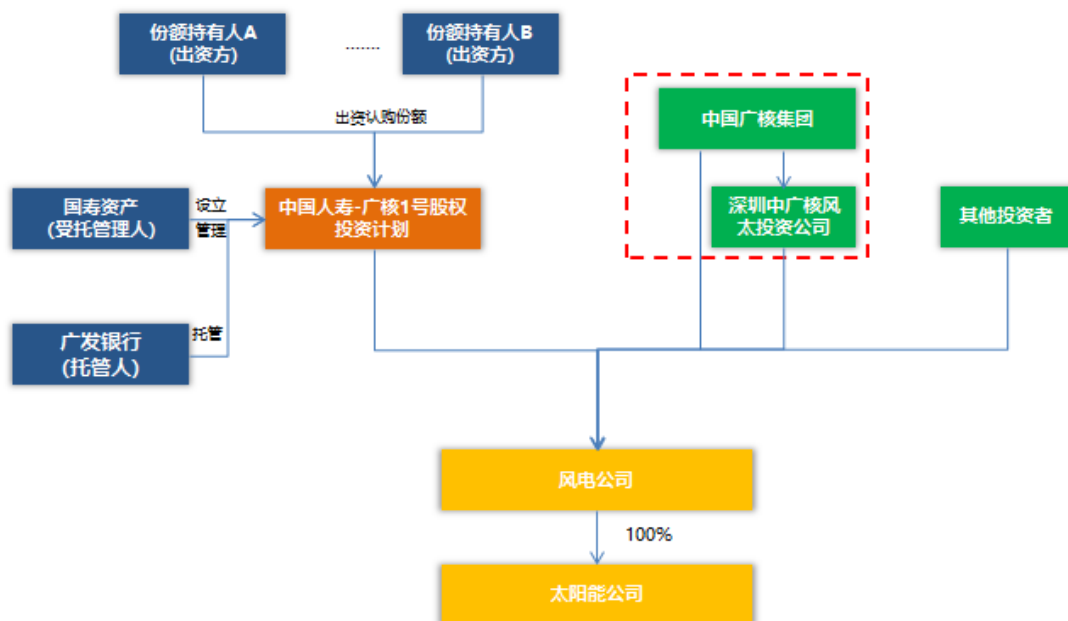 份额持有人A
(出资方)
.......
份额持有人B
(出资方)
出资认购份额
中国广核集团
国寿资产
(受托管理人)
设立
管理
中国人寿-广核1号股权
投资计划
深圳中广核风
太投资公司
其他投资者
广发银行
(托管人)
托管
风电公司
100%
太阳能公司